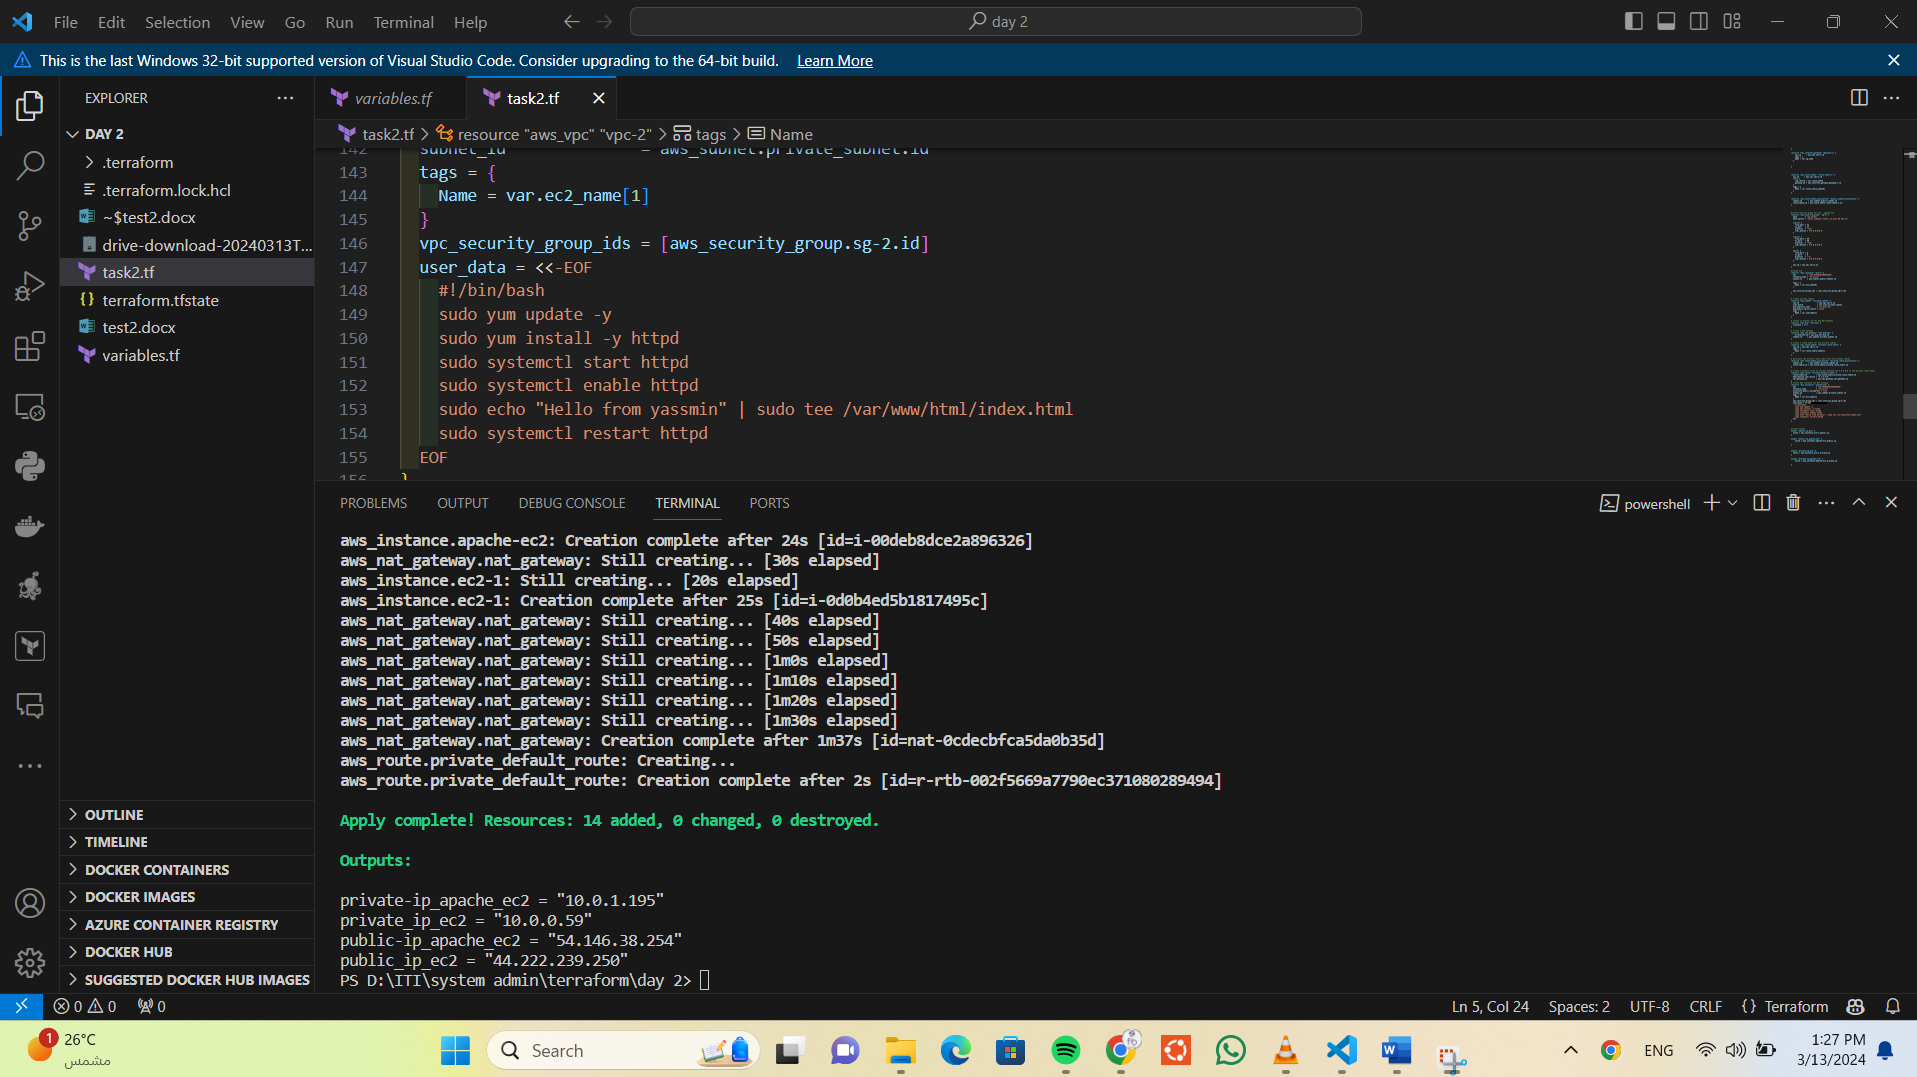 File Edit Selection View Go Run Terminal Help
day 2
This is the last Windows 32-bit supported version of Visual Studio Code. Consider upgrading to the 64-bit build. Learn More
EXPLORER
DAY 2
.terraform
.terraform.lock.hcl
~$test2.docx
drive-download-20240313T...
task2.tf
terraform.tfstate
test2.docx
variables.tf
OUTLINE
TIMELINE
DOCKER CONTAINERS
DOCKER IMAGES
AZURE CONTAINER REGISTRY
DOCKER HUB
SUGGESTED DOCKER HUB IMAGES
variables.tf
task2.tf
task2.tf > resource "aws_vpc" "vpc-2" > tags > Name
142 subnet_id = aws_subnet.private_subnet.id
143 tags = {
144 Name = var.ec2_name[1]
145 }
146 vpc_security_group_ids = [aws_security_group.sg-2.id]
147 user_data = <<-EOF
148 #!/bin/bash
149 sudo yum update -y
150 sudo yum install -y httpd
151 sudo systemctl start httpd
152 sudo systemctl enable httpd
153 sudo echo "Hello from yassmin" | sudo tee /var/www/html/index.html
154 sudo systemctl restart httpd
155 EOF
156 }
PROBLEMS OUTPUT DEBUG CONSOLE TERMINAL PORTS
powershell
aws_instance.apache-ec2: Creation complete after 24s [id=i-00deb8dce2a896326]
aws_nat_gateway.nat_gateway: Still creating... [30s elapsed]
aws_instance.ec2-1: Still creating... [20s elapsed]
aws_instance.ec2-1: Creation complete after 25s [id=i-0d0b4ed5b1817495c]
aws_nat_gateway.nat_gateway: Still creating... [40s elapsed]
aws_nat_gateway.nat_gateway: Still creating... [50s elapsed]
aws_nat_gateway.nat_gateway: Still creating... [1m0s elapsed]
aws_nat_gateway.nat_gateway: Still creating... [1m10s elapsed]
aws_nat_gateway.nat_gateway: Still creating... [1m20s elapsed]
aws_nat_gateway.nat_gateway: Still creating... [1m30s elapsed]
aws_nat_gateway.nat_gateway: Creation complete after 1m37s [id=nat-0cdecbfca5da0b35d]
aws_route.private_default_route: Creating...
aws_route.private_default_route: Creation complete after 2s [id=r-rtb-002f5669a7790ec371080289494]
Apply complete! Resources: 14 added, 0 changed, 0 destroyed.
Outputs:
private-ip_apache_ec2 = "10.0.1.195"
private_ip_ec2 = "10.0.0.59"
public-ip_apache_ec2 = "54.146.38.254"
public_ip_ec2 = "44.222.239.250"
PS D:\ITI\system admin\terraform\day 2>
0 0 0
Ln 5, Col 24 Spaces: 2 UTF-8 CRLF {} Terraform
1
26°C
مشمس
Search
ENG
1:27 PM
3/13/2024